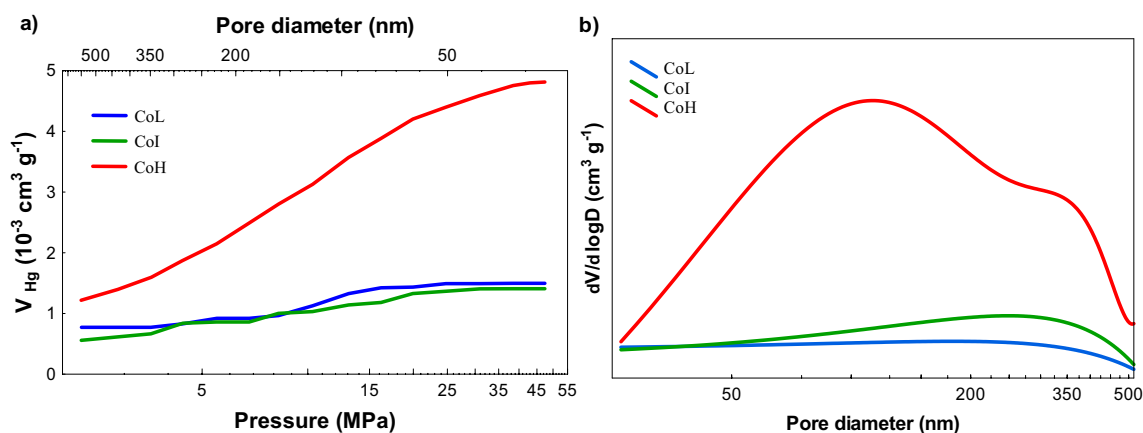 a)
Pore diameter (nm)
500 350 200 50
5
4
3
2
1
0
V Hg (10⁻³ cm³ g⁻¹)
CoL
CoI
CoH
5 15 25 35 45 55
Pressure (MPa)
b)
dV/dlogD (cm³ g⁻¹)
CoL
CoI
CoH
50 200 350 500
Pore diameter (nm)